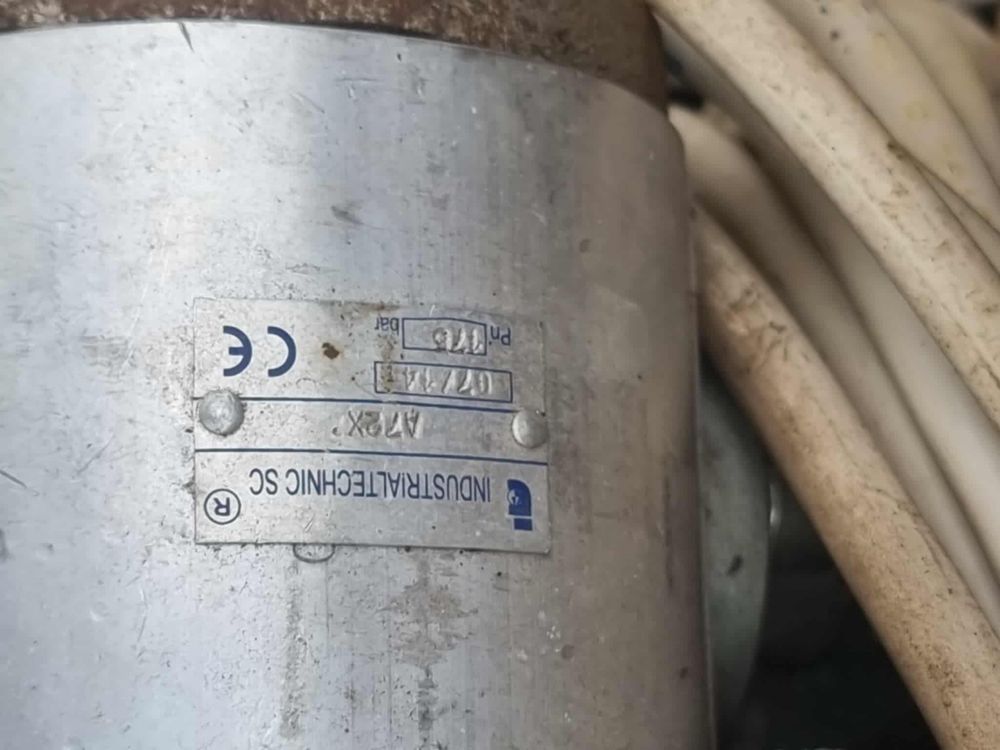 INDUSTRIALTECHNIC SC ®
A72X
07/14
Pn 175 bar
CE